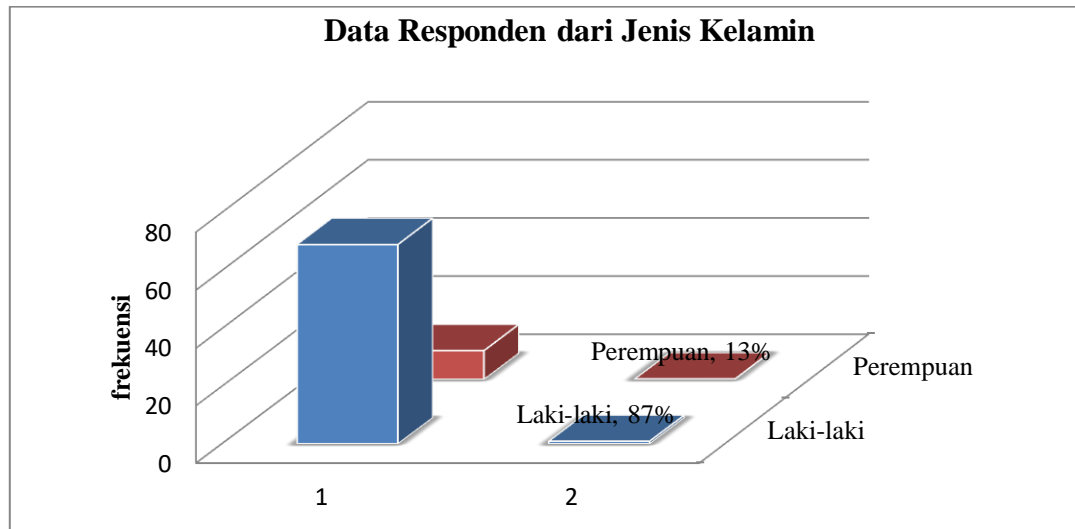 Data Responden dari Jenis Kelamin
80
60
40
20
0
frekuensi
Perempuan, 13%
Laki-laki, 87%
Perempuan
Laki-laki
1
2